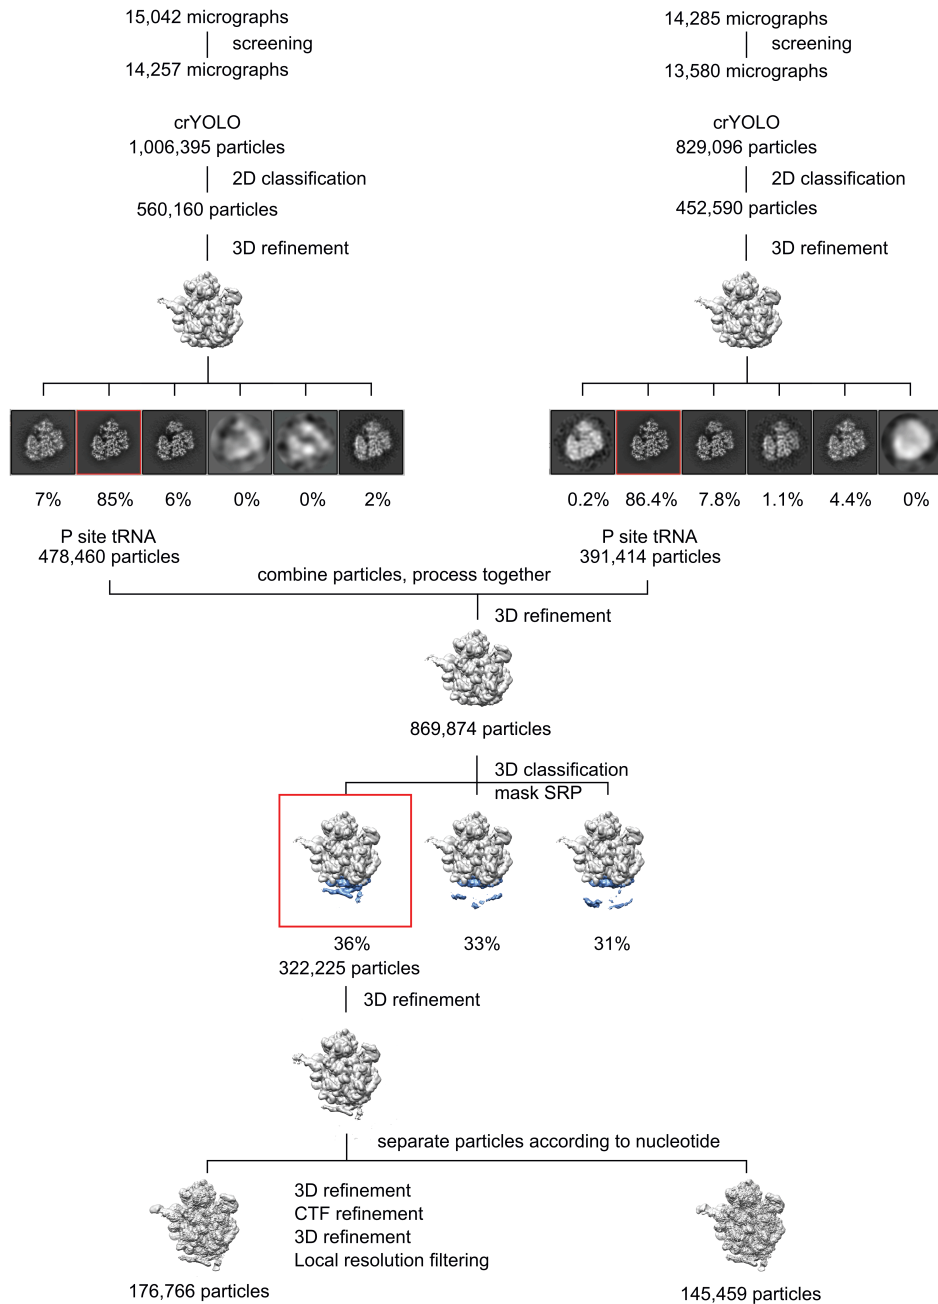 15,042 micrographs
screening
14,257 micrographs
crYOLO
1,006,395 particles
2D classification
560,160 particles
3D refinement
7%
85%
6%
0%
0%
2%
P site tRNA
478,460 particles
14,285 micrographs
screening
13,580 micrographs
crYOLO
829,096 particles
2D classification
452,590 particles
3D refinement
0.2%
86.4%
7.8%
1.1%
4.4%
0%
P site tRNA
391,414 particles
combine particles, process together
3D refinement
869,874 particles
3D classification
mask SRP
36%
33%
31%
322,225 particles
3D refinement
separate particles according to nucleotide
3D refinement
CTF refinement
3D refinement
Local resolution filtering
176,766 particles
145,459 particles